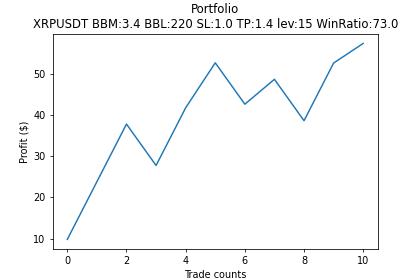 Portfolio
XRPUSDT BBM:3.4 BBL:220 SL:1.0 TP:1.4 lev:15 WinRatio:73.0
Profit ($)
50
40
30
20
10
0
2
4
6
8
10
Trade counts